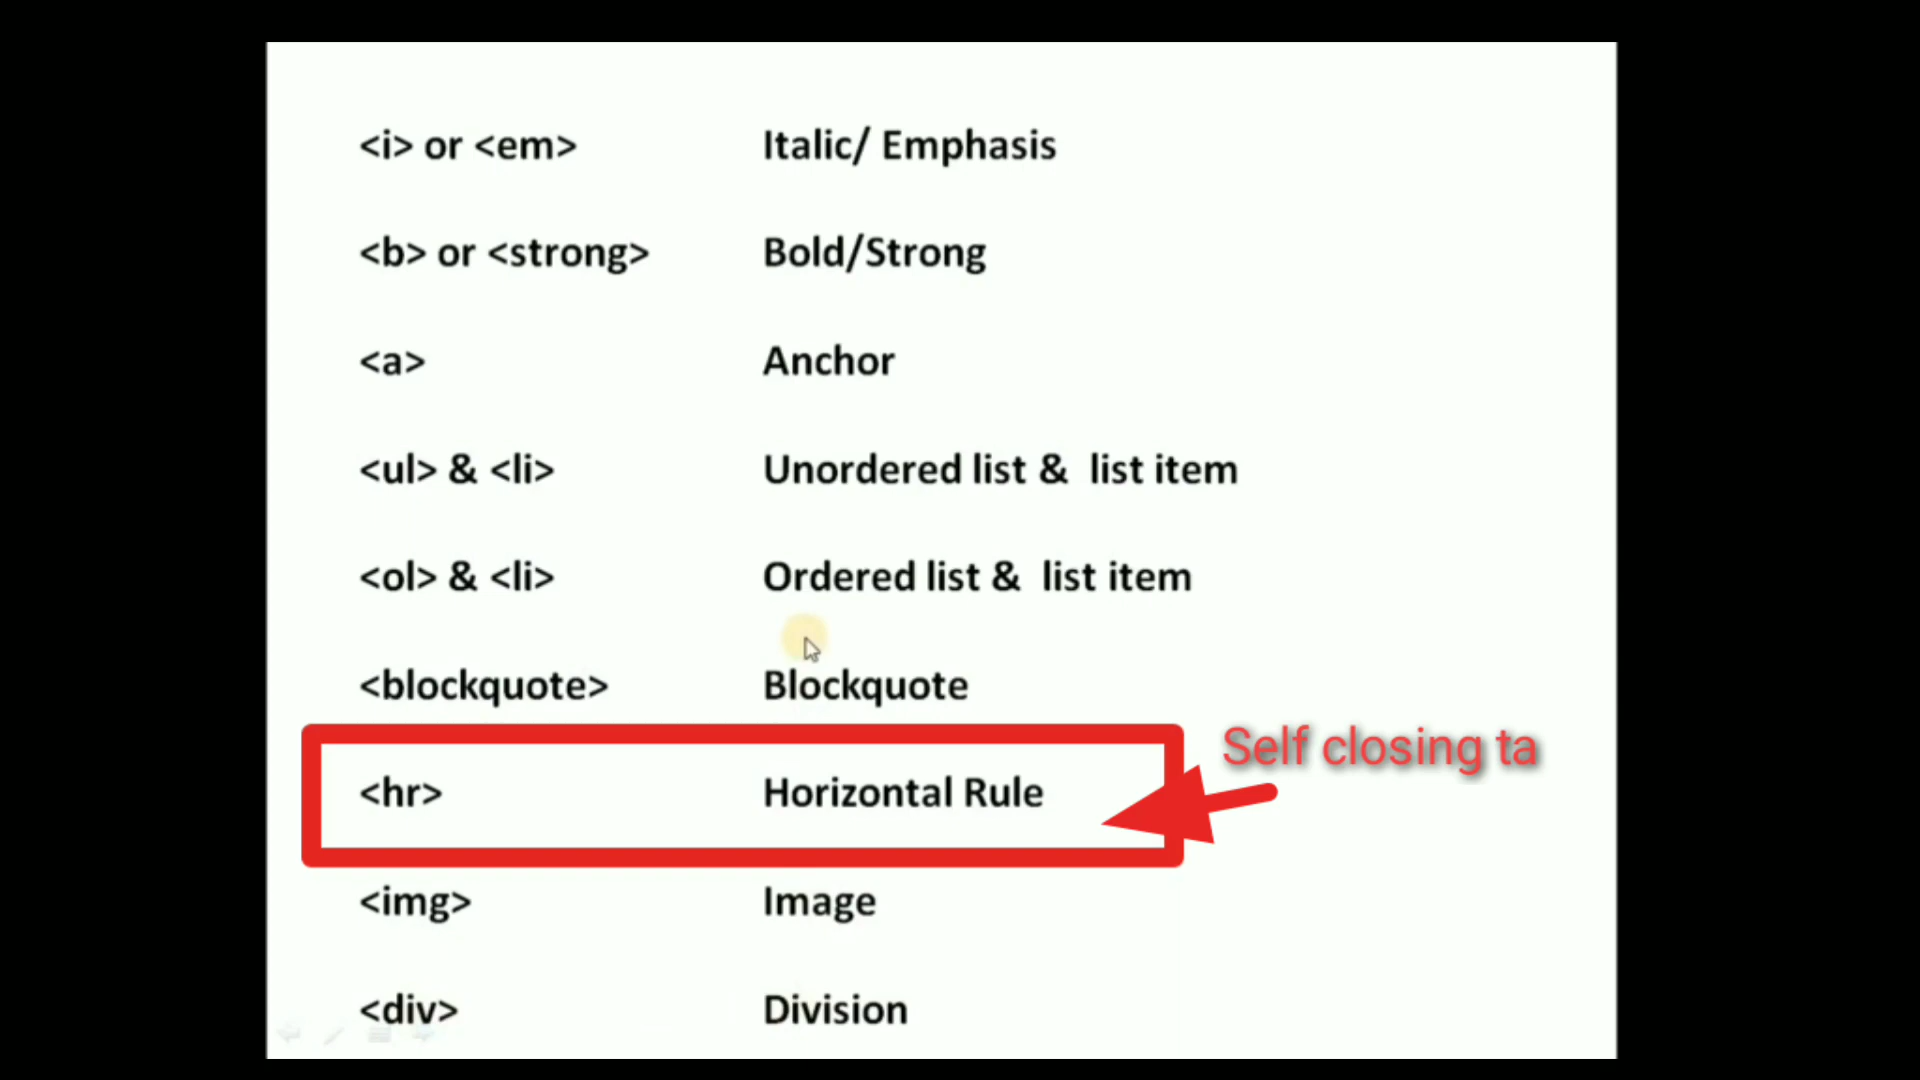 <i> or <em> Italic/ Emphasis
<b> or <strong> Bold/Strong
<a> Anchor
<ul> & <li> Unordered list & list item
<ol> & <li> Ordered list & list item
<blockquote> Blockquote
Self closing ta
<hr> Horizontal Rule
<img> Image
<div> Division